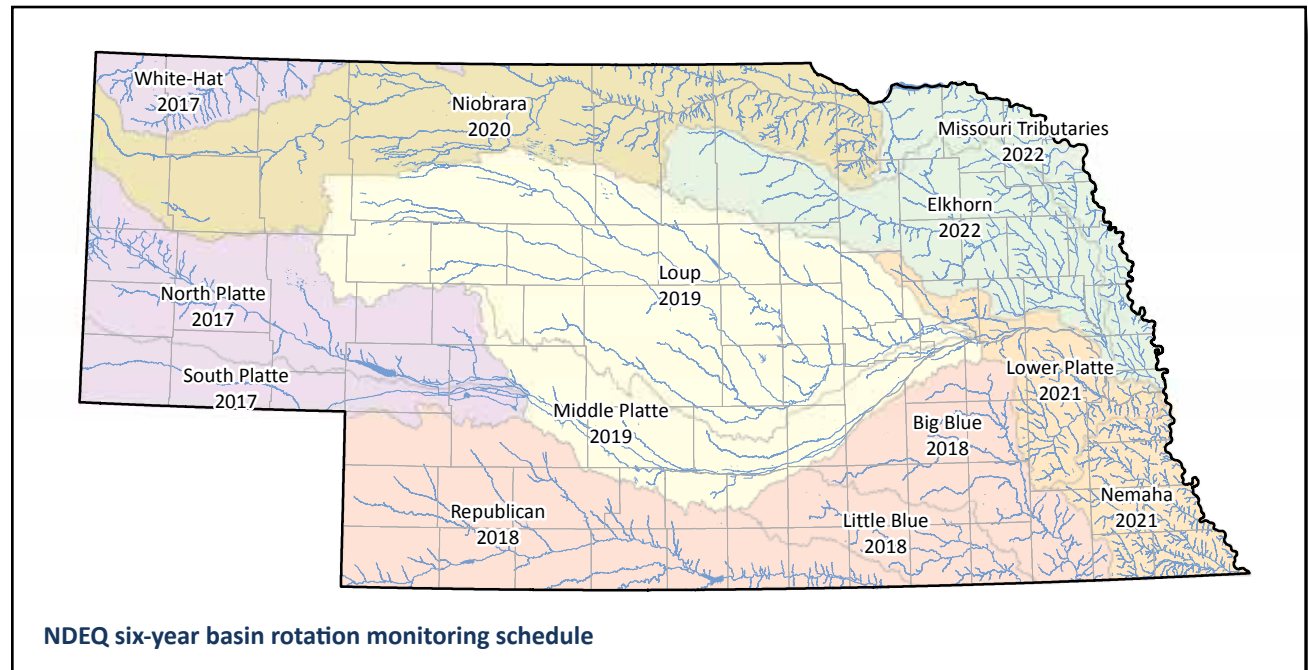 White-Hat
2017
Niobrara
2020
Missouri Tributaries
2022
Elkhorn
2022
Loup
2019
North Platte
2017
South Platte
2017
Middle Platte
2019
Lower Platte
2021
Big Blue
2018
Nemaha
2021
Republican
2018
Little Blue
2018
NDEQ six-year basin rotation monitoring schedule